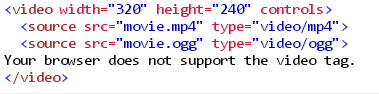 <video width="320" height="240" controls>
  <source src="movie.mp4" type="video/mp4">
  <source src="movie.ogg" type="video/ogg">
Your browser does not support the video tag.
</video>